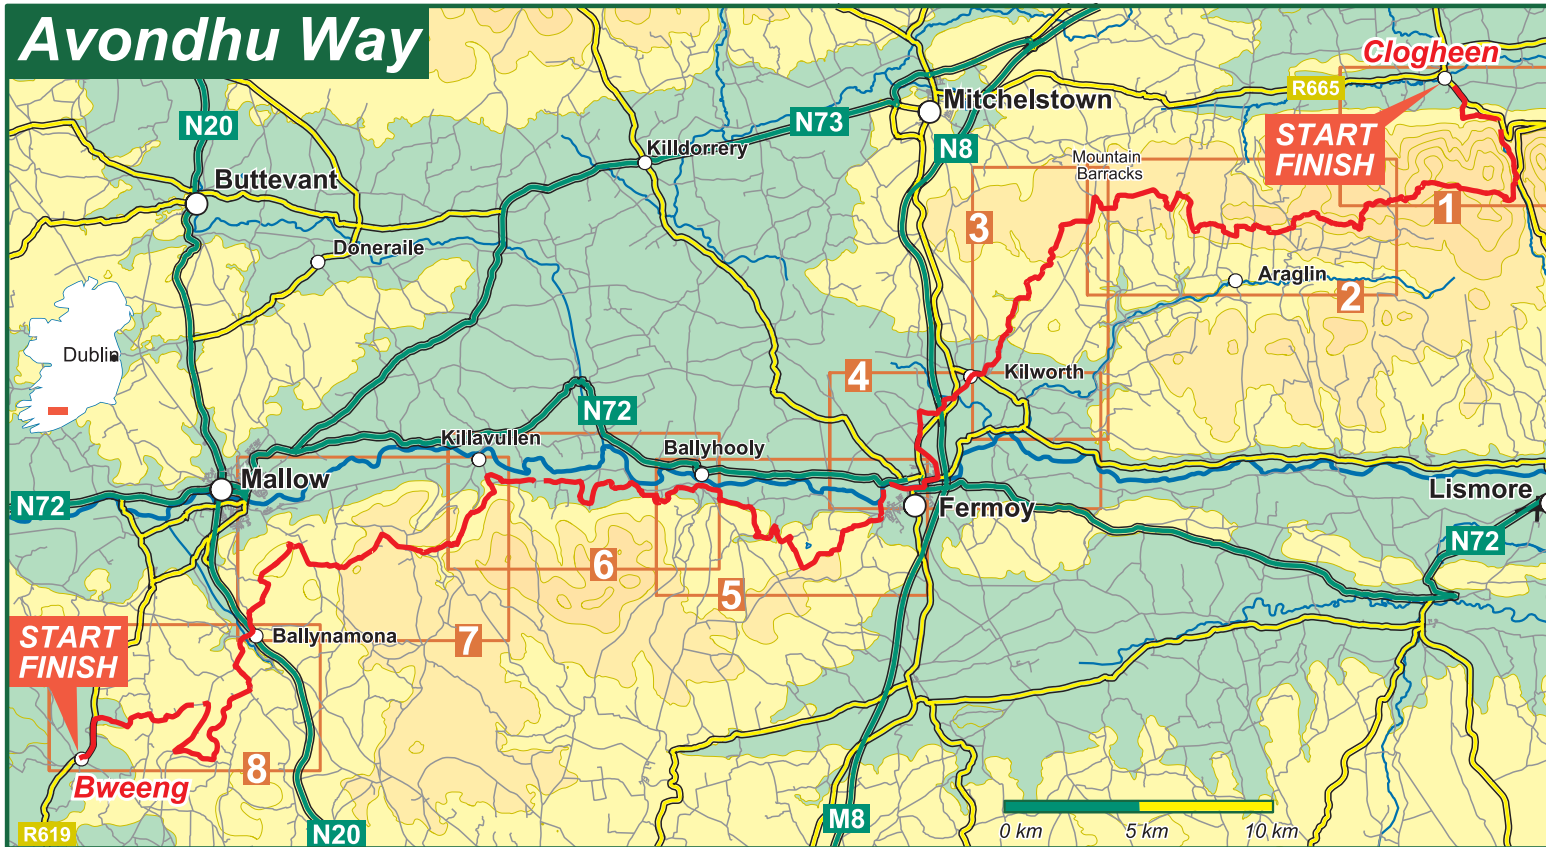 Avondhu Way
Clogheen
R665
Mitchelstown
N73
N20
START
FINISH
N8
Killdorrery
Mountain
Barracks
Buttevant
1
3
Doneraile
Araglin
2
Dublin
Kilworth
4
N72
Killavullen
Ballyhooly
Mallow
Lismore
N72
Fermoy
N72
6
5
START
FINISH
Ballynamona
7
8
Bweeng
M8
R619
N20
0 km
5 km
10 km